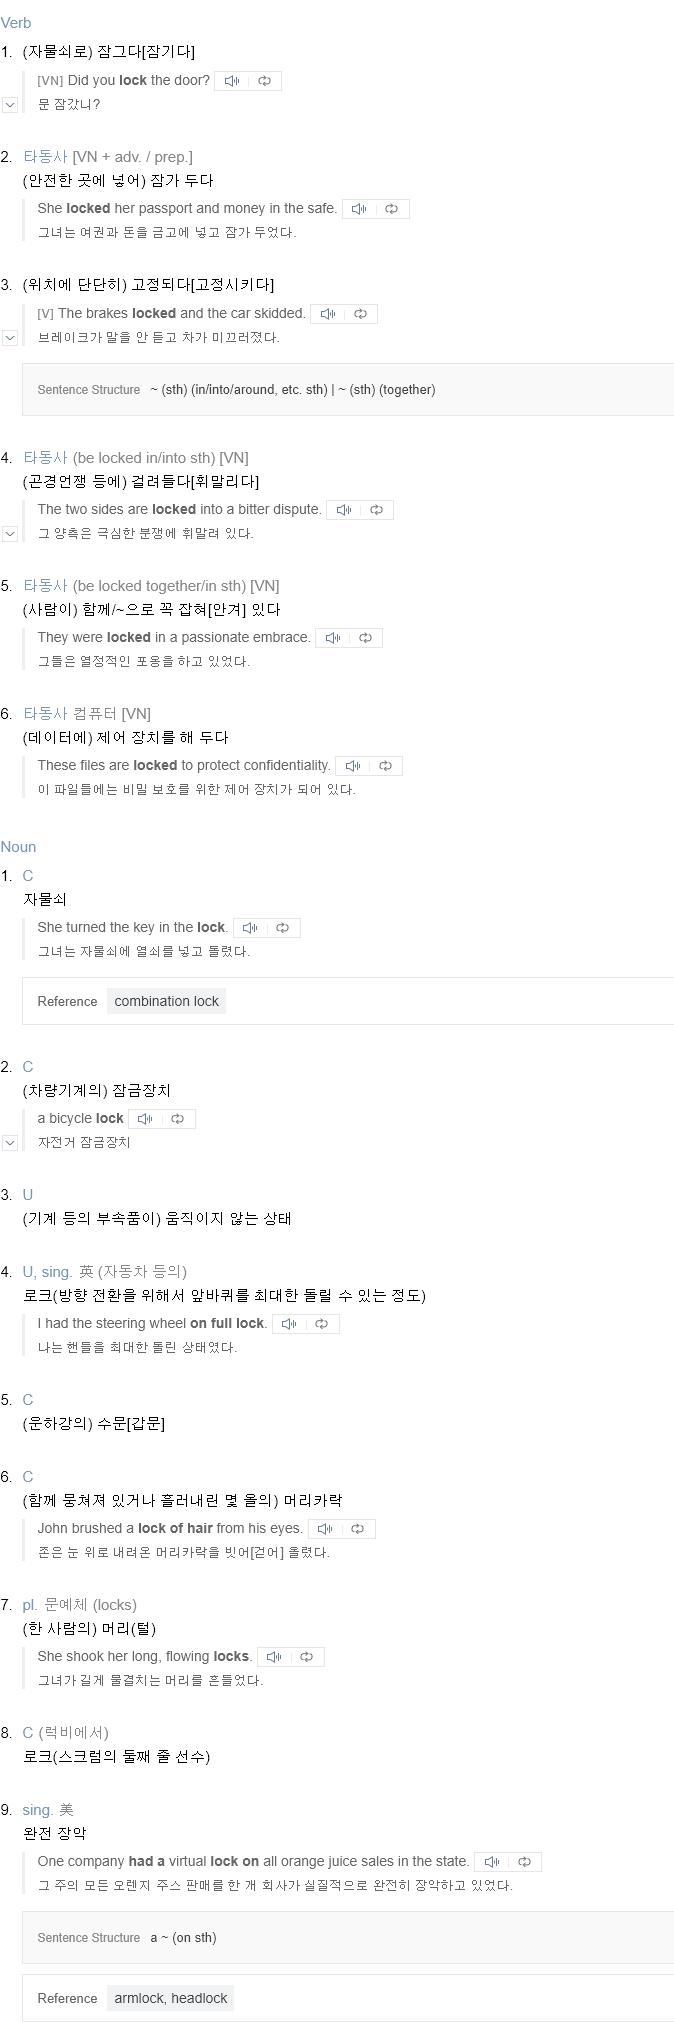 Verb
1. (자물쇠로) 잠그다[잠기다]
[VN] Did you lock the door?
문 잠갔니?
2. 타동사 [VN + adv. / prep.]
(안전한 곳에 넣어) 잠가 두다
She locked her passport and money in the safe.
그녀는 여권과 돈을 금고에 넣고 잠가 두었다.
3. (위치에 단단히) 고정되다[고정시키다]
[V] The brakes locked and the car skidded.
브레이크가 말을 안 듣고 차가 미끄러졌다.
Sentence Structure ~ (sth) (in/into/around, etc. sth) | ~ (sth) (together)
4. 타동사 (be locked in/into sth) [VN]
(곤경언쟁 등에) 걸려들다[휘말리다]
The two sides are locked into a bitter dispute.
그 양측은 극심한 분쟁에 휘말려 있다.
5. 타동사 (be locked together/in sth) [VN]
(사람이) 함께/~으로 꼭 잡혀[안겨] 있다
They were locked in a passionate embrace.
그들은 열정적인 포옹을 하고 있었다.
6. 타동사 컴퓨터 [VN]
(데이터에) 제어 장치를 해 두다
These files are locked to protect confidentiality.
이 파일들에는 비밀 보호를 위한 제어 장치가 되어 있다.
Noun
1. C
자물쇠
She turned the key in the lock.
그녀는 자물쇠에 열쇠를 넣고 돌렸다.
Reference combination lock
2. C
(차량기계의) 잠금장치
a bicycle lock
자전거 잠금장치
3. U
(기계 등의 부속품이) 움직이지 않는 상태
4. U, sing. 英 (자동차 등의)
로크(방향 전환을 위해서 앞바퀴를 최대한 돌릴 수 있는 정도)
I had the steering wheel on full lock.
나는 핸들을 최대한 돌린 상태였다.
5. C
(운하강의) 수문[갑문]
6. C
(함께 뭉쳐져 있거나 흘러내린 몇 올의) 머리카락
John brushed a lock of hair from his eyes.
존은 눈 위로 내려온 머리카락을 빗어[걷어] 올렸다.
7. pl. 문예체 (locks)
(한 사람의) 머리(털)
She shook her long, flowing locks.
그녀가 길게 물결치는 머리를 흔들었다.
8. C (럭비에서)
로크(스크럼의 둘째 줄 선수)
9. sing. 美
완전 장악
One company had a virtual lock on all orange juice sales in the state.
그 주의 모든 오렌지 주스 판매를 한 개 회사가 실질적으로 완전히 장악하고 있었다.
Sentence Structure a ~ (on sth)
Reference armlock, headlock